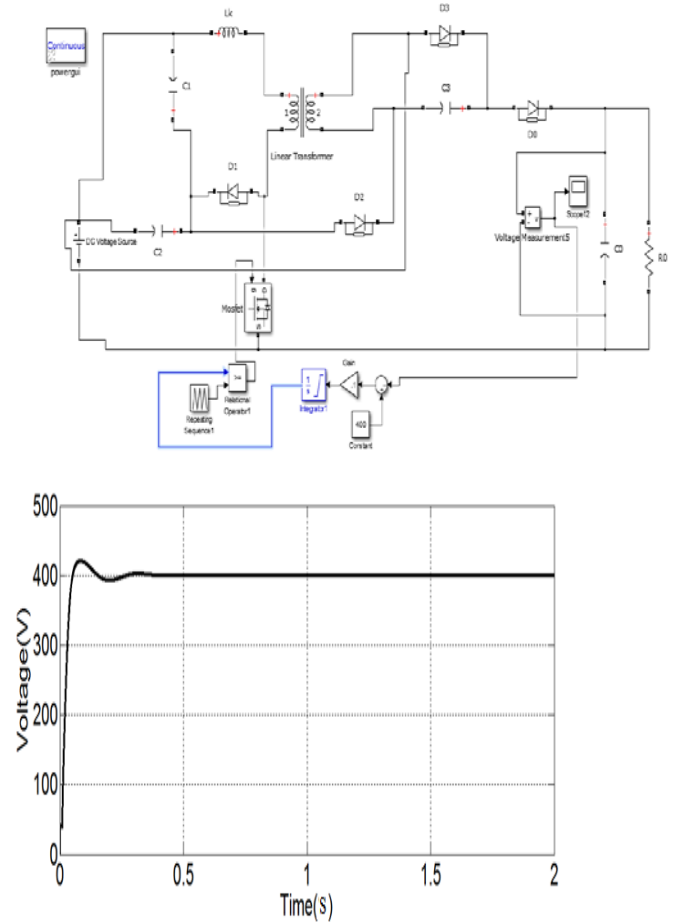 Continuous
powergui
Lk
D3
C1
C3
D0
1
2
Linear Transformer
D1
D2
DC Voltage Source
C2
Voltage Measurement5
Scope12
R0
Mosfet
Relational
Operator1
Repeating
Sequence1
Integrator1
Gain
400
Constant
500
400
300
200
100
0
0
0.5
1
1.5
2
Voltage(V)
Time(s)